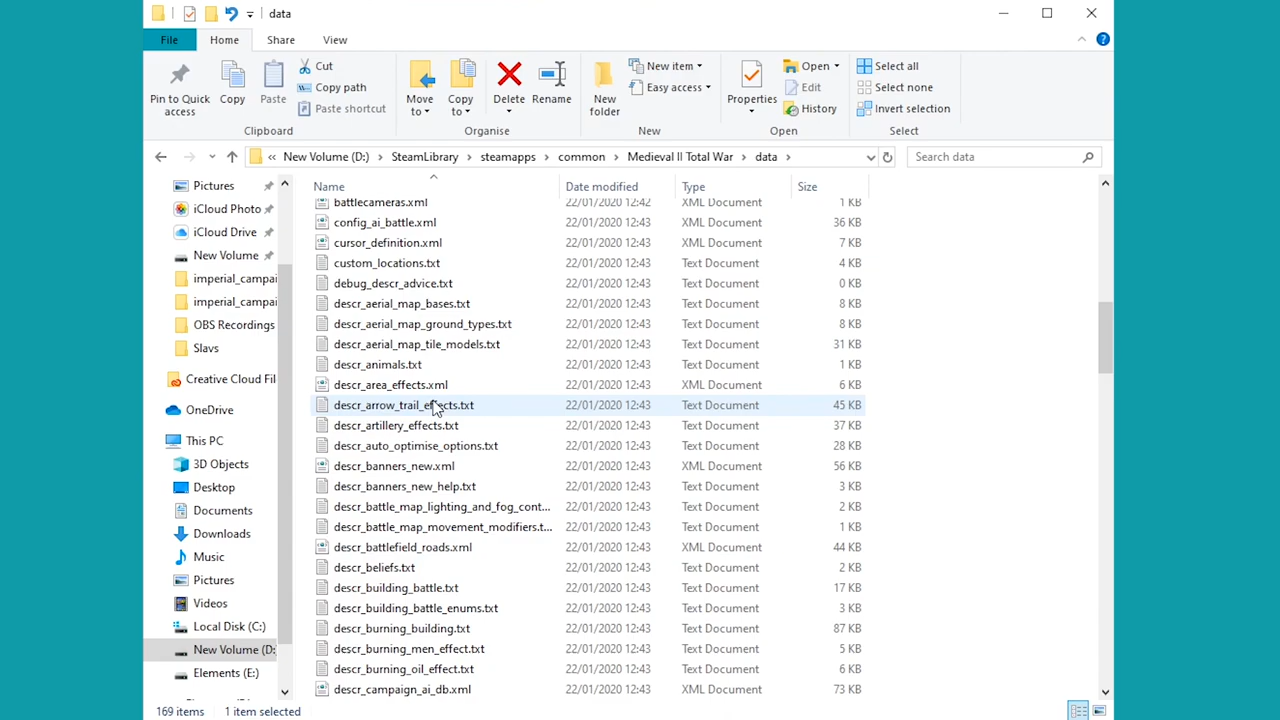 data
File Home Share View
Pin to Quick access
Copy
Paste
Cut
Copy path
Paste shortcut
Clipboard
Move to
Copy to
Delete
Rename
Organise
New folder
New item
Easy access
New
Properties
Open
Edit
History
Open
Select all
Select none
Invert selection
Select
« New Volume (D:) > SteamLibrary > steamapps > common > Medieval II Total War > data >
Search data
Pictures
iCloud Photo
iCloud Drive
New Volume
imperial_campai
imperial_campai
OBS Recordings
Slavs
Creative Cloud Fil
OneDrive
This PC
3D Objects
Desktop
Documents
Downloads
Music
Pictures
Videos
Local Disk (C:)
New Volume (D:
Elements (E:)
Name Date modified Type Size
battlecameras.xml 22/01/2020 12:42 XML Document 1 KB
config_ai_battle.xml 22/01/2020 12:43 XML Document 36 KB
cursor_definition.xml 22/01/2020 12:43 XML Document 7 KB
custom_locations.txt 22/01/2020 12:43 Text Document 4 KB
debug_descr_advice.txt 22/01/2020 12:43 Text Document 0 KB
descr_aerial_map_bases.txt 22/01/2020 12:43 Text Document 8 KB
descr_aerial_map_ground_types.txt 22/01/2020 12:43 Text Document 8 KB
descr_aerial_map_tile_models.txt 22/01/2020 12:43 Text Document 31 KB
descr_animals.txt 22/01/2020 12:43 Text Document 1 KB
descr_area_effects.xml 22/01/2020 12:43 XML Document 6 KB
descr_arrow_trail_effects.txt 22/01/2020 12:43 Text Document 45 KB
descr_artillery_effects.txt 22/01/2020 12:43 Text Document 37 KB
descr_auto_optimise_options.txt 22/01/2020 12:43 Text Document 28 KB
descr_banners_new.xml 22/01/2020 12:43 XML Document 56 KB
descr_banners_new_help.txt 22/01/2020 12:43 Text Document 3 KB
descr_battle_map_lighting_and_fog_cont... 22/01/2020 12:43 Text Document 2 KB
descr_battle_map_movement_modifiers.t... 22/01/2020 12:43 Text Document 1 KB
descr_battlefield_roads.xml 22/01/2020 12:43 XML Document 44 KB
descr_beliefs.txt 22/01/2020 12:43 Text Document 2 KB
descr_building_battle.txt 22/01/2020 12:43 Text Document 17 KB
descr_building_battle_enums.txt 22/01/2020 12:43 Text Document 3 KB
descr_burning_building.txt 22/01/2020 12:43 Text Document 87 KB
descr_burning_men_effect.txt 22/01/2020 12:43 Text Document 5 KB
descr_burning_oil_effect.txt 22/01/2020 12:43 Text Document 6 KB
descr_campaign_ai_db.xml 22/01/2020 12:43 XML Document 73 KB
169 items 1 item selected